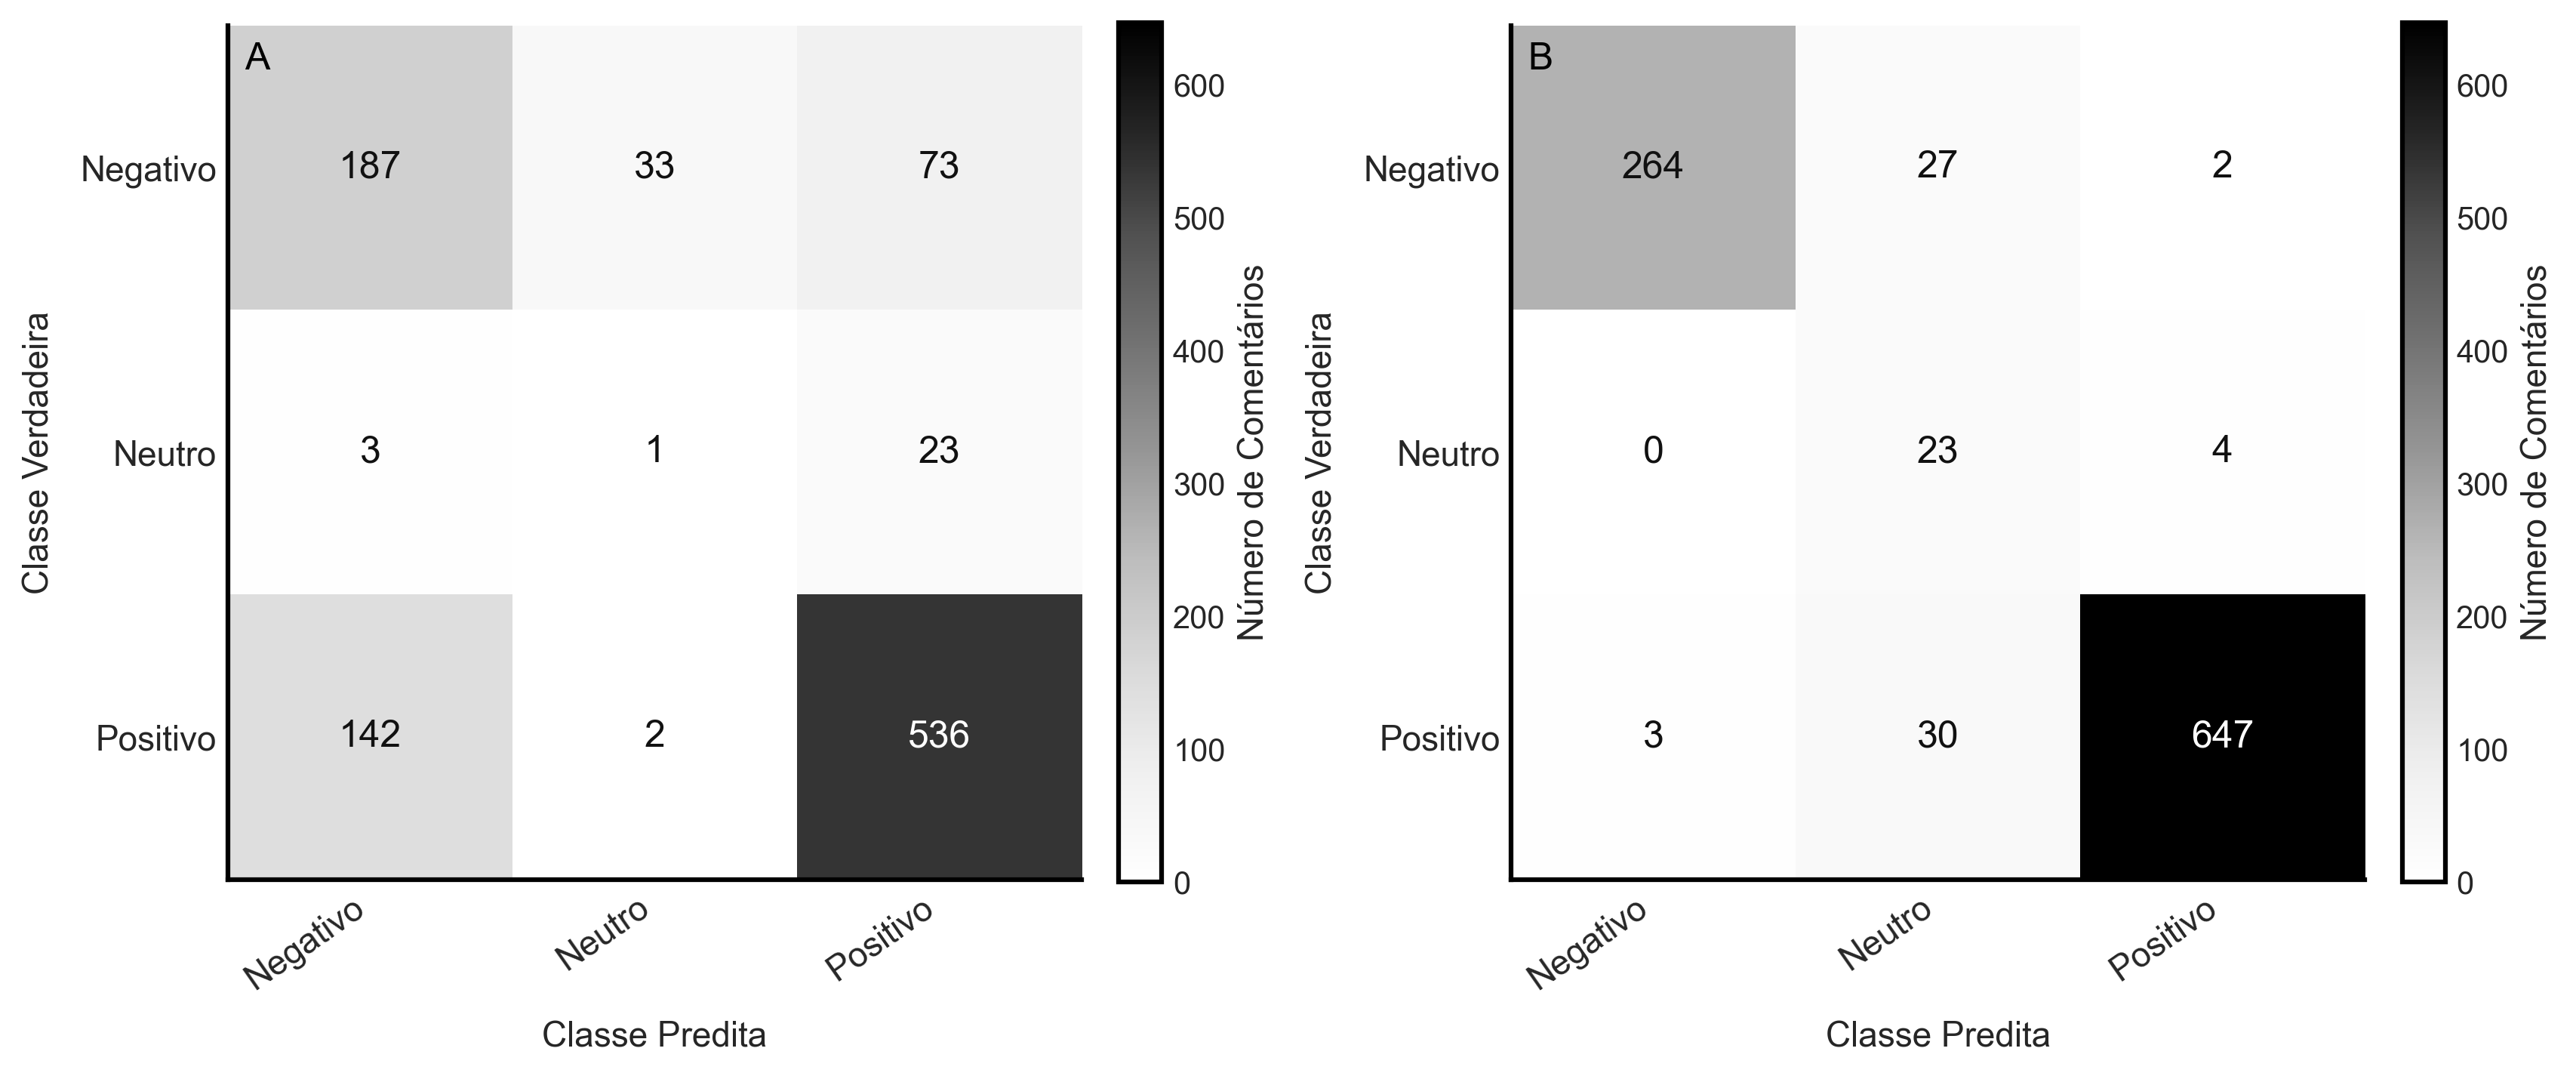 A
Classe Verdadeira
Negativo 187 33 73
Neutro 3 1 23
Positivo 142 2 536
Negativo Neutro Positivo
Classe Predita
600
500
400
300
200
100
0
Número de Comentários
B
Classe Verdadeira
Negativo 264 27 2
Neutro 0 23 4
Positivo 3 30 647
Negativo Neutro Positivo
Classe Predita
600
500
400
300
200
100
0
Número de Comentários